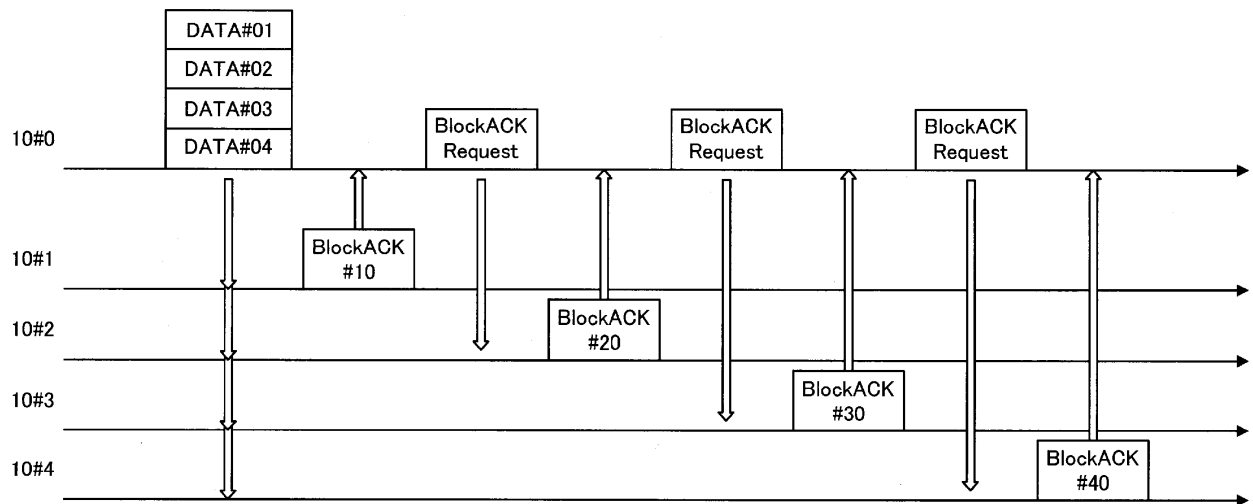 DATA#01
DATA#02
DATA#03
DATA#04
10#0
BlockACK
Request
BlockACK
Request
BlockACK
Request
10#1
BlockACK
#10
10#2
BlockACK
#20
10#3
BlockACK
#30
10#4
BlockACK
#40